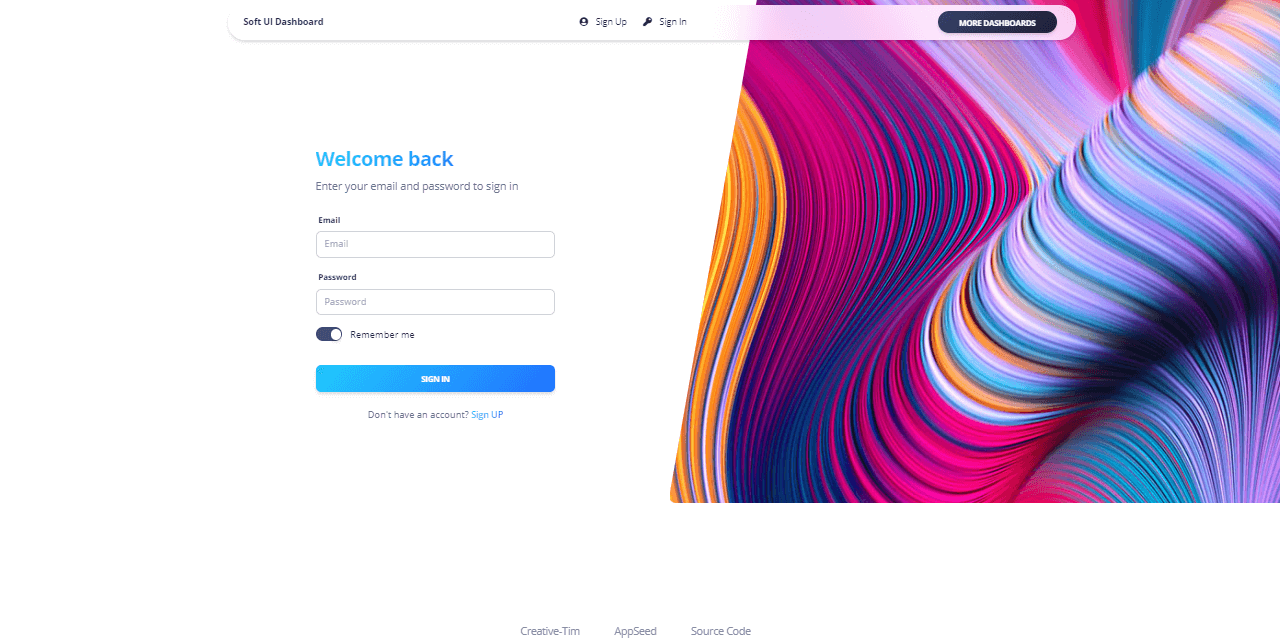 Soft UI Dashboard
Sign Up
Sign In
MORE DASHBOARDS
Welcome back
Enter your email and password to sign in
Email
Email
Password
Password
Remember me
SIGN IN
Don't have an account? Sign UP
Creative-Tim
AppSeed
Source Code